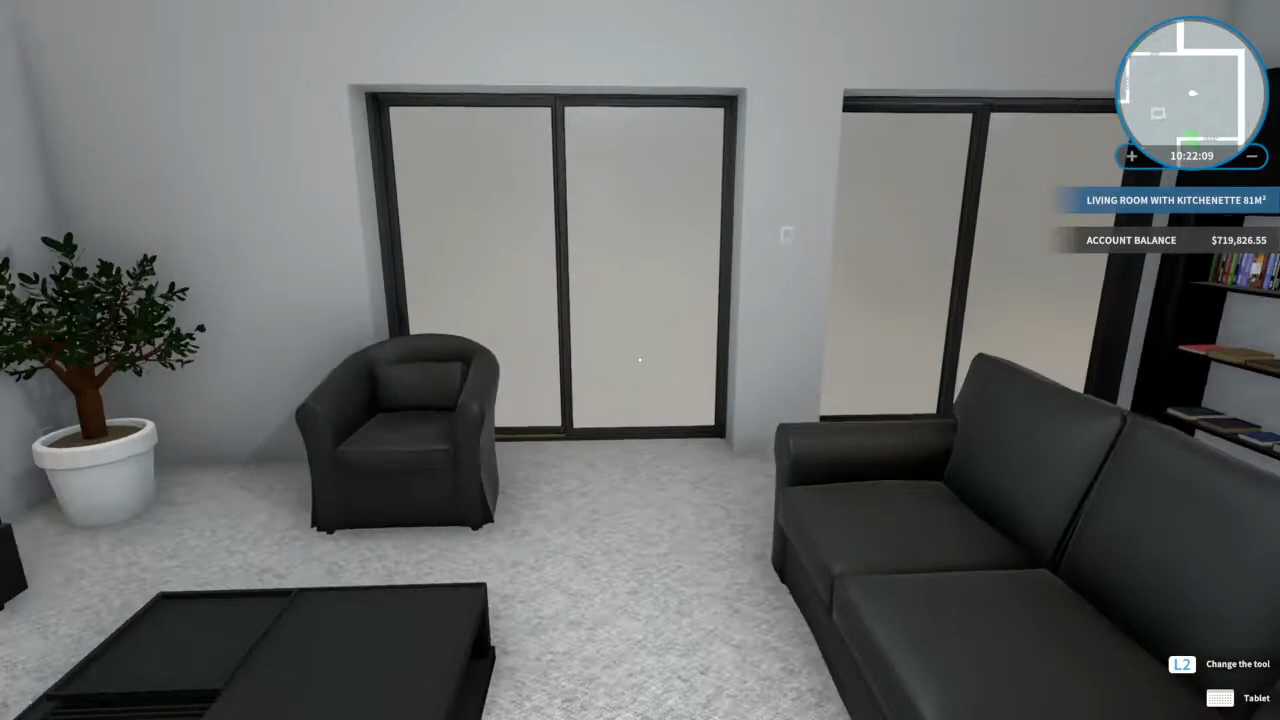 + 10:22:09 −
LIVING ROOM WITH KITCHENETTE 81M²
ACCOUNT BALANCE $719,826.55
L2 Change the tool
Tablet